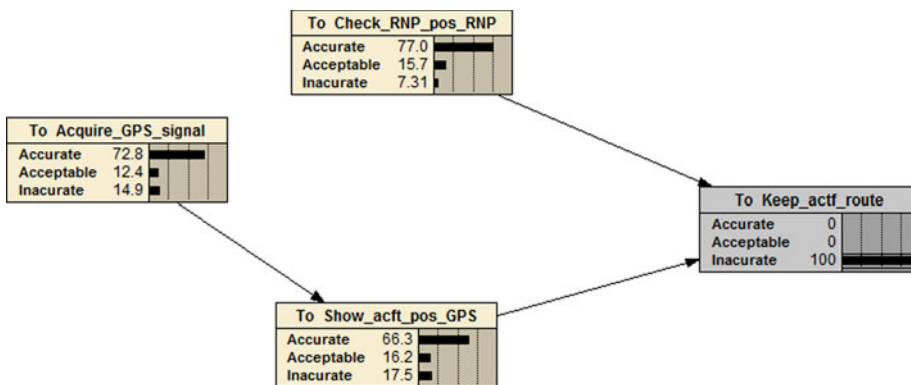 To Check_RNP_pos_RNP
Accurate 77.0
Acceptable 15.7
Inacurate 7.31
To Acquire_GPS_signal
Accurate 72.8
Acceptable 12.4
Inacurate 14.9
To Keep_actf_route
Accurate 0
Acceptable 0
Inacurate 100
To Show_acft_pos_GPS
Accurate 66.3
Acceptable 16.2
Inacurate 17.5